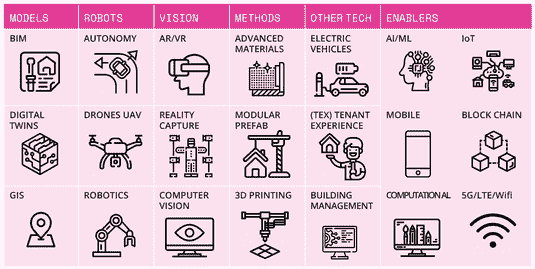 MODELS ROBOTS VISION METHODS OTHER TECH ENABLERS
BIM AUTONOMY AR/VR ADVANCED MATERIALS ELECTRIC VEHICLES AI/ML IoT
DIGITAL TWINS DRONES UAV REALITY CAPTURE MODULAR PREFAB (TEX) TENANT EXPERIENCE MOBILE BLOCK CHAIN
GIS ROBOTICS COMPUTER VISION 3D PRINTING BUILDING MANAGEMENT COMPUTATIONAL 5G/LTE/Wifi